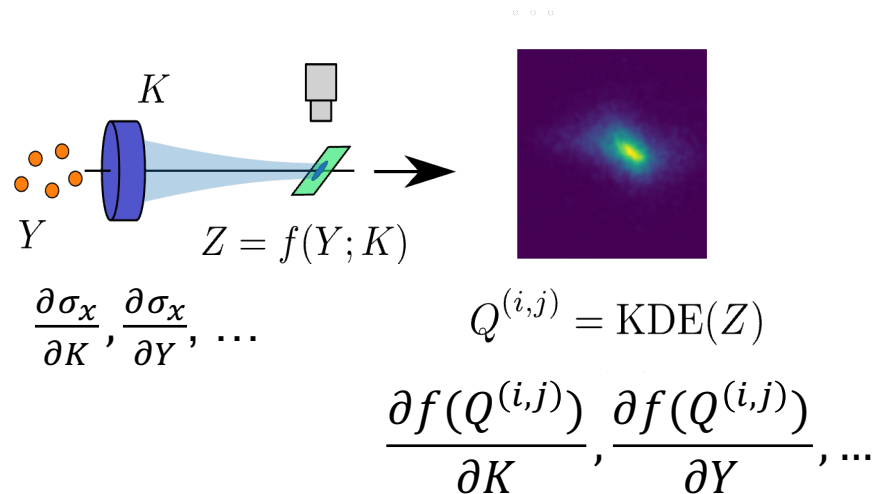 K
Y
Z = f(Y; K)
∂σₓ/∂K, ∂σₓ/∂Y, ...
Q^(i,j) = KDE(Z)
∂f(Q^(i,j))/∂K, ∂f(Q^(i,j))/∂Y, ...